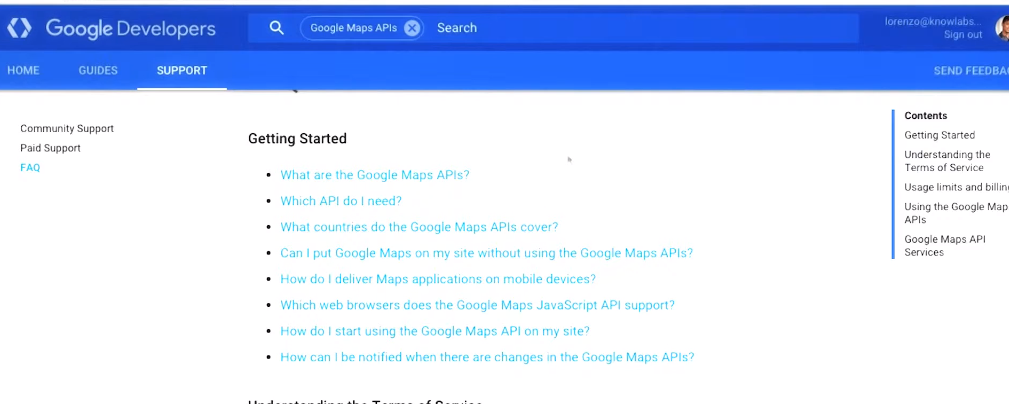 Google Developers
Google Maps APIs
Search
lorenzo@knowlabs...
Sign out
HOME
GUIDES
SUPPORT
SEND FEEDBA
Community Support
Paid Support
FAQ
Getting Started
What are the Google Maps APIs?
Which API do I need?
What countries do the Google Maps APIs cover?
Can I put Google Maps on my site without using the Google Maps APIs?
How do I deliver Maps applications on mobile devices?
Which web browsers does the Google Maps JavaScript API support?
How do I start using the Google Maps API on my site?
How can I be notified when there are changes in the Google Maps APIs?
Understanding the Terms of Service
Contents
Getting Started
Understanding the
Terms of Service
Usage limits and billin
Using the Google Map
APIs
Google Maps API
Services